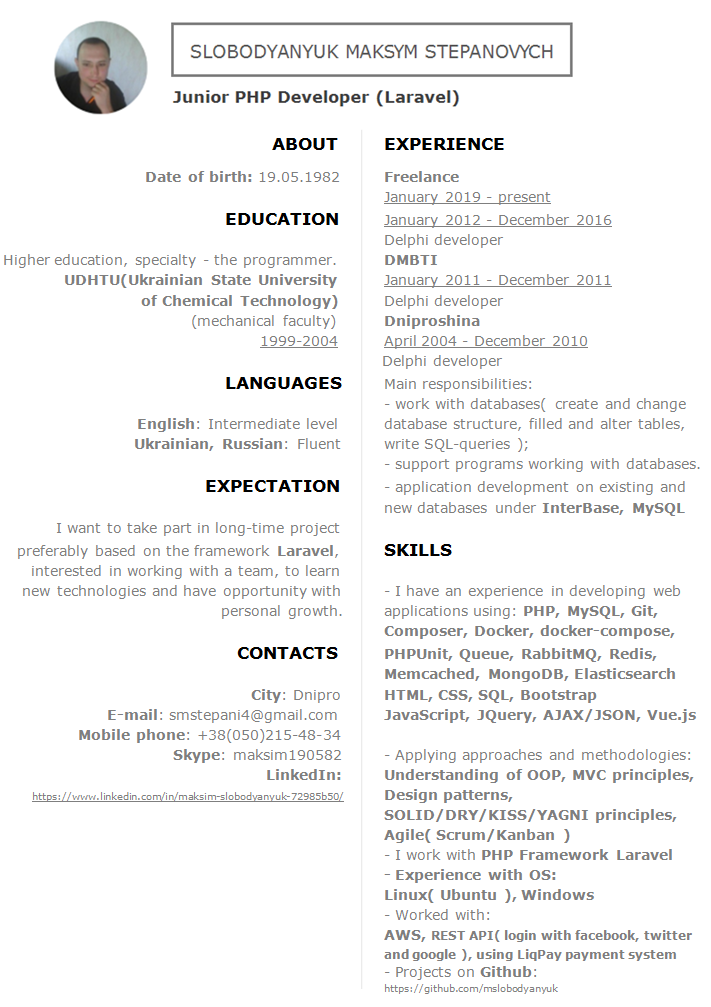 SLOBODYANYUK MAKSYM STEPANOVYCH
Junior PHP Developer (Laravel)
ABOUT
Date of birth: 19.05.1982
EDUCATION
Higher education, specialty - the programmer.
UDHTU(Ukrainian State University
of Chemical Technology)
(mechanical faculty)
1999-2004
LANGUAGES
English: Intermediate level
Ukrainian, Russian: Fluent
EXPECTATION
I want to take part in long-time project
preferably based on the framework Laravel,
interested in working with a team, to learn
new technologies and have opportunity with
personal growth.
CONTACTS
City: Dnipro
E-mail: smstepani4@gmail.com
Mobile phone: +38(050)215-48-34
Skype: maksim190582
LinkedIn:
https://www.linkedin.com/in/maksim-slobodyanyuk-72985b50/
EXPERIENCE
Freelance
January 2019 - present
January 2012 - December 2016
Delphi developer
DMBTI
January 2011 - December 2011
Delphi developer
Dniproshina
April 2004 - December 2010
Delphi developer
Main responsibilities:
- work with databases( create and change
database structure, filled and alter tables,
write SQL-queries );
- support programs working with databases.
- application development on existing and
new databases under InterBase, MySQL
SKILLS
- I have an experience in developing web
applications using: PHP, MySQL, Git,
Composer, Docker, docker-compose,
PHPUnit, Queue, RabbitMQ, Redis,
Memcached, MongoDB, Elasticsearch
HTML, CSS, SQL, Bootstrap
JavaScript, JQuery, AJAX/JSON, Vue.js
- Applying approaches and methodologies:
Understanding of OOP, MVC principles,
Design patterns,
SOLID/DRY/KISS/YAGNI principles,
Agile( Scrum/Kanban )
- I work with PHP Framework Laravel
- Experience with OS:
Linux( Ubuntu ), Windows
- Worked with:
AWS, REST API( login with facebook, twitter
and google ), using LiqPay payment system
- Projects on Github:
https://github.com/mslobodyanyuk